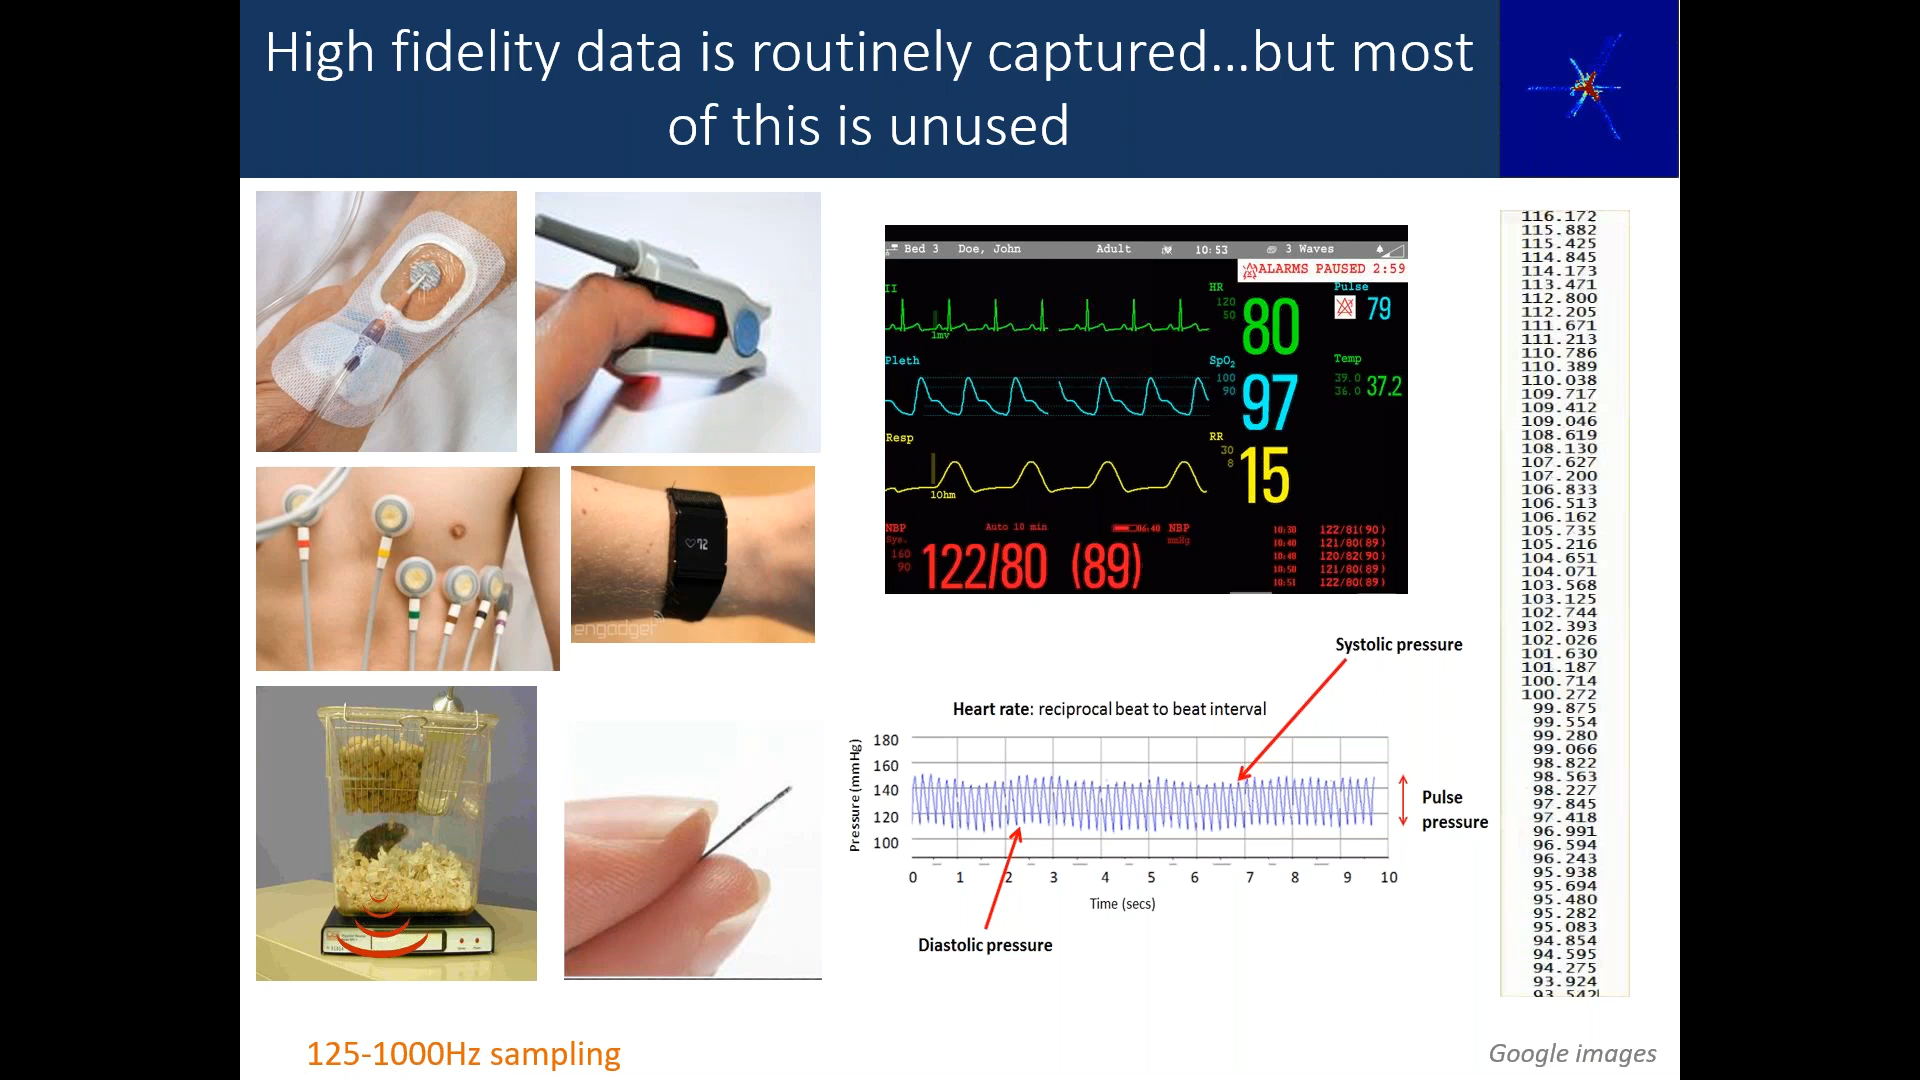 High fidelity data is routinely captured...but most
of this is unused
engadget
♡72
Bed 3 Doe, John Adult 10:53 3 Waves
ALARMS PAUSED 2:59
II
1mV
HR
120
50
80
Pulse
79
Pleth
SpO2
100
90
97
Temp
39.0
36.0
37.2
Resp
10hm
RR
30
8
15
NBP
Sys.
160
90
Auto 10 min
06:40
NBP
mmHg
122/80 (89)
10:30 122/81(90)
10:40 121/80(89)
10:48 120/82(90)
10:50 121/80(89)
10:51 122/80(89)
Systolic pressure
Heart rate: reciprocal beat to beat interval
Pressure (mmHg)
180
160
140
120
100
0 1 2 3 4 5 6 7 8 9 10
Time (secs)
Pulse
pressure
Diastolic pressure
116.172
115.882
115.425
114.845
114.173
113.471
112.800
112.205
111.671
111.213
110.786
110.389
110.038
109.717
109.412
109.046
108.619
108.130
107.627
107.200
106.833
106.513
106.162
105.735
105.216
104.651
104.071
103.568
103.125
102.744
102.393
102.026
101.630
101.187
100.714
100.272
99.875
99.554
99.280
99.066
98.822
98.563
98.227
97.845
97.418
96.991
96.594
96.243
95.938
95.694
95.480
95.282
95.083
94.854
94.595
94.275
93.924
93.542
125-1000Hz sampling
Google images